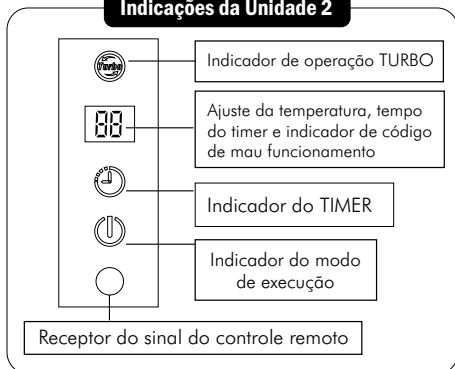 Indicações da Unidade 2
Turbo
Indicador de operação TURBO
88
Ajuste da temperatura, tempo
do timer e indicador de código
de mau funcionamento
Indicador do TIMER
Indicador do modo
de execução
Receptor do sinal do controle remoto